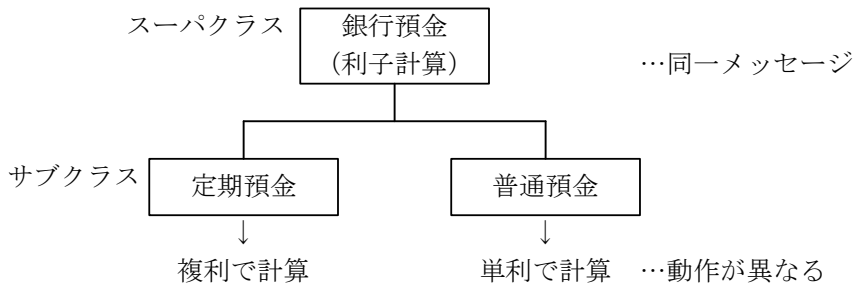 スーパクラス
銀行預金
(利子計算)
…同一メッセージ
サブクラス
定期預金
普通預金
↓
↓
複利で計算
単利で計算
…動作が異なる